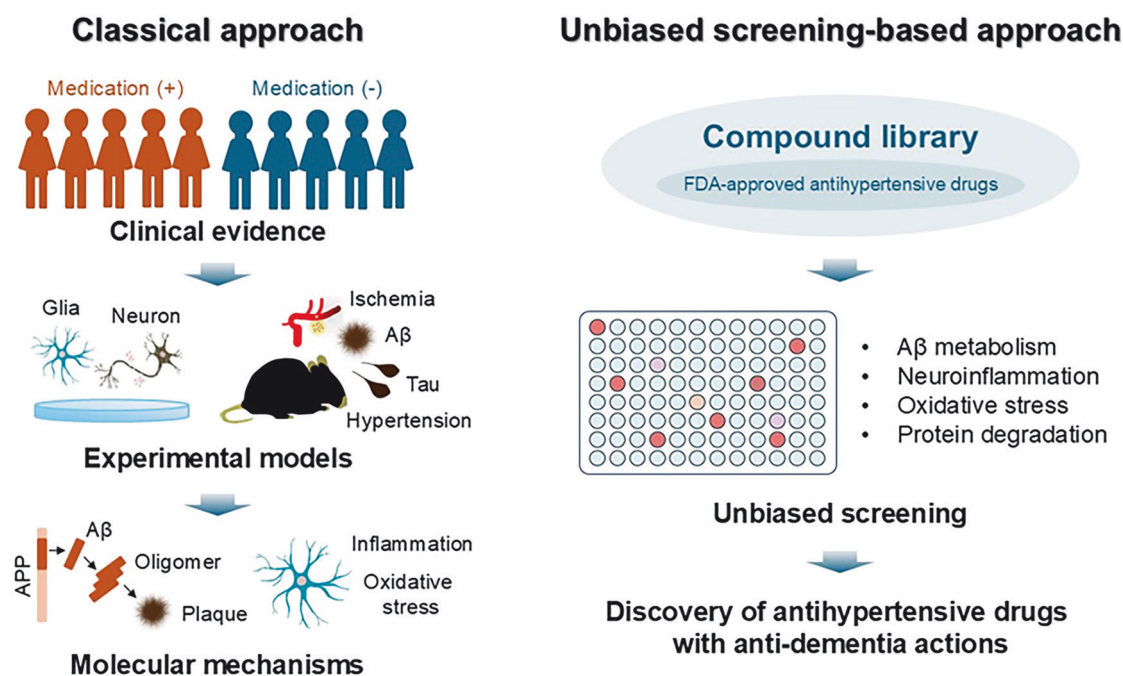 Classical approach
Medication (+)
Medication (-)
Clinical evidence
Glia
Neuron
Ischemia
Aβ
Tau
Hypertension
Experimental models
APP
Aβ
Oligomer
Plaque
Inflammation
Oxidative
stress
Molecular mechanisms
Unbiased screening-based approach
Compound library
FDA-approved antihypertensive drugs
• Aβ metabolism
• Neuroinflammation
• Oxidative stress
• Protein degradation
Unbiased screening
Discovery of antihypertensive drugs
with anti-dementia actions